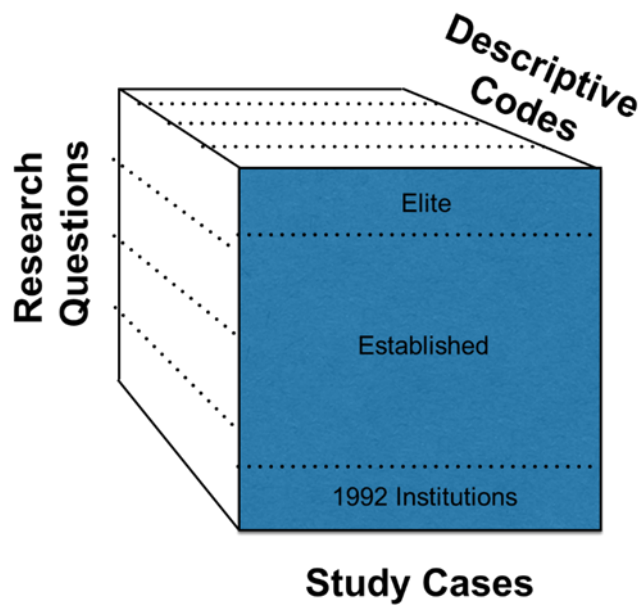 Descriptive
Codes
Research
Questions
Elite
Established
1992 Institutions
Study Cases